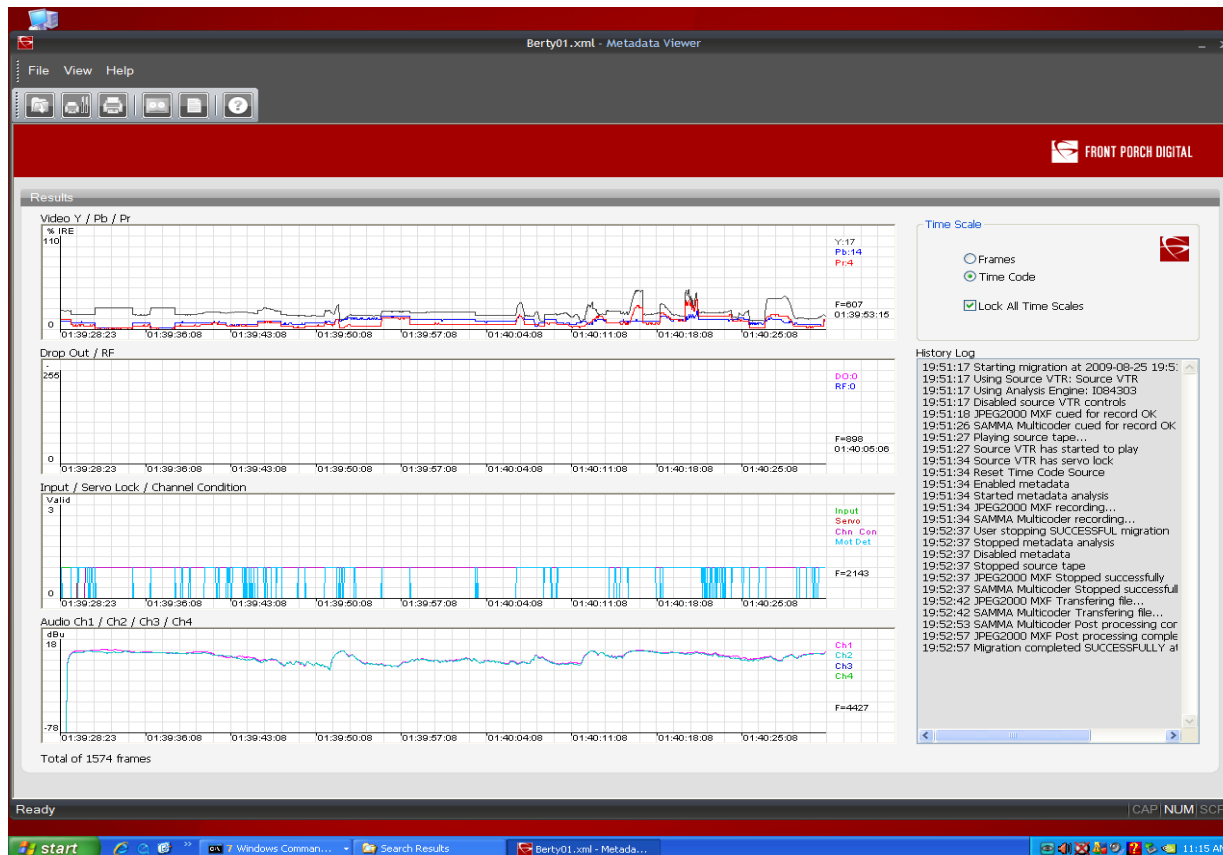 Berty01.xml - Metadata Viewer
File View Help
FRONT PORCH DIGITAL
Results
Video Y / Pb / Pr
% IRE
110
0
Y:17
Pb:14
Pr:4
F=607
01:39:53:15
01:39:28:23 01:39:36:08 01:39:43:08 01:39:50:08 01:39:57:08 01:40:04:08 01:40:11:08 01:40:18:08 01:40:25:08
Drop Out / RF
255
0
DO:0
RF:0
F=898
01:40:05:06
01:39:28:23 01:39:36:08 01:39:43:08 01:39:50:08 01:39:57:08 01:40:04:08 01:40:11:08 01:40:18:08 01:40:25:08
Input / Servo Lock / Channel Condition
Valid
3
0
Input
Servo
Chn Con
Mot Det
F=2143
01:39:28:23 01:39:36:08 01:39:43:08 01:39:50:08 01:39:57:08 01:40:04:08 01:40:11:08 01:40:18:08 01:40:25:08
Audio Ch1 / Ch2 / Ch3 / Ch4
dBu
18
-78
Ch1
Ch2
Ch3
Ch4
F=4427
01:39:28:23 01:39:36:08 01:39:43:08 01:39:50:08 01:39:57:08 01:40:04:08 01:40:11:08 01:40:18:08 01:40:25:08
Total of 1574 frames
Time Scale
Frames
Time Code
Lock All Time Scales
History Log
19:51:17 Starting migration at 2009-08-25 19:5:
19:51:17 Using Source VTR: Source VTR
19:51:17 Using Analysis Engine: I084303
19:51:17 Disabled source VTR controls
19:51:18 JPEG2000 MXF cued for record OK
19:51:26 SAMMA Multicoder cued for record OK
19:51:27 Playing source tape...
19:51:27 Source VTR has started to play
19:51:34 Source VTR has servo lock
19:51:34 Reset Time Code Source
19:51:34 Enabled metadata
19:51:34 Started metadata analysis
19:51:34 JPEG2000 MXF recording...
19:51:34 SAMMA Multicoder recording...
19:52:37 User stopping SUCCESSFUL migration
19:52:37 Stopped metadata analysis
19:52:37 Disabled metadata
19:52:37 Stopped source tape
19:52:37 JPEG2000 MXF Stopped successfully
19:52:37 SAMMA Multicoder Stopped successfull
19:52:42 JPEG2000 MXF Transfering file...
19:52:42 SAMMA Multicoder Transfering file...
19:52:53 SAMMA Multicoder Post processing cor
19:52:57 JPEG2000 MXF Post processing comple
19:52:57 Migration completed SUCCESSFULLY at
Ready
CAP NUM SCR
start
7 Windows Comman...
Search Results
Berty01.xml - Metada...
11:15 AM